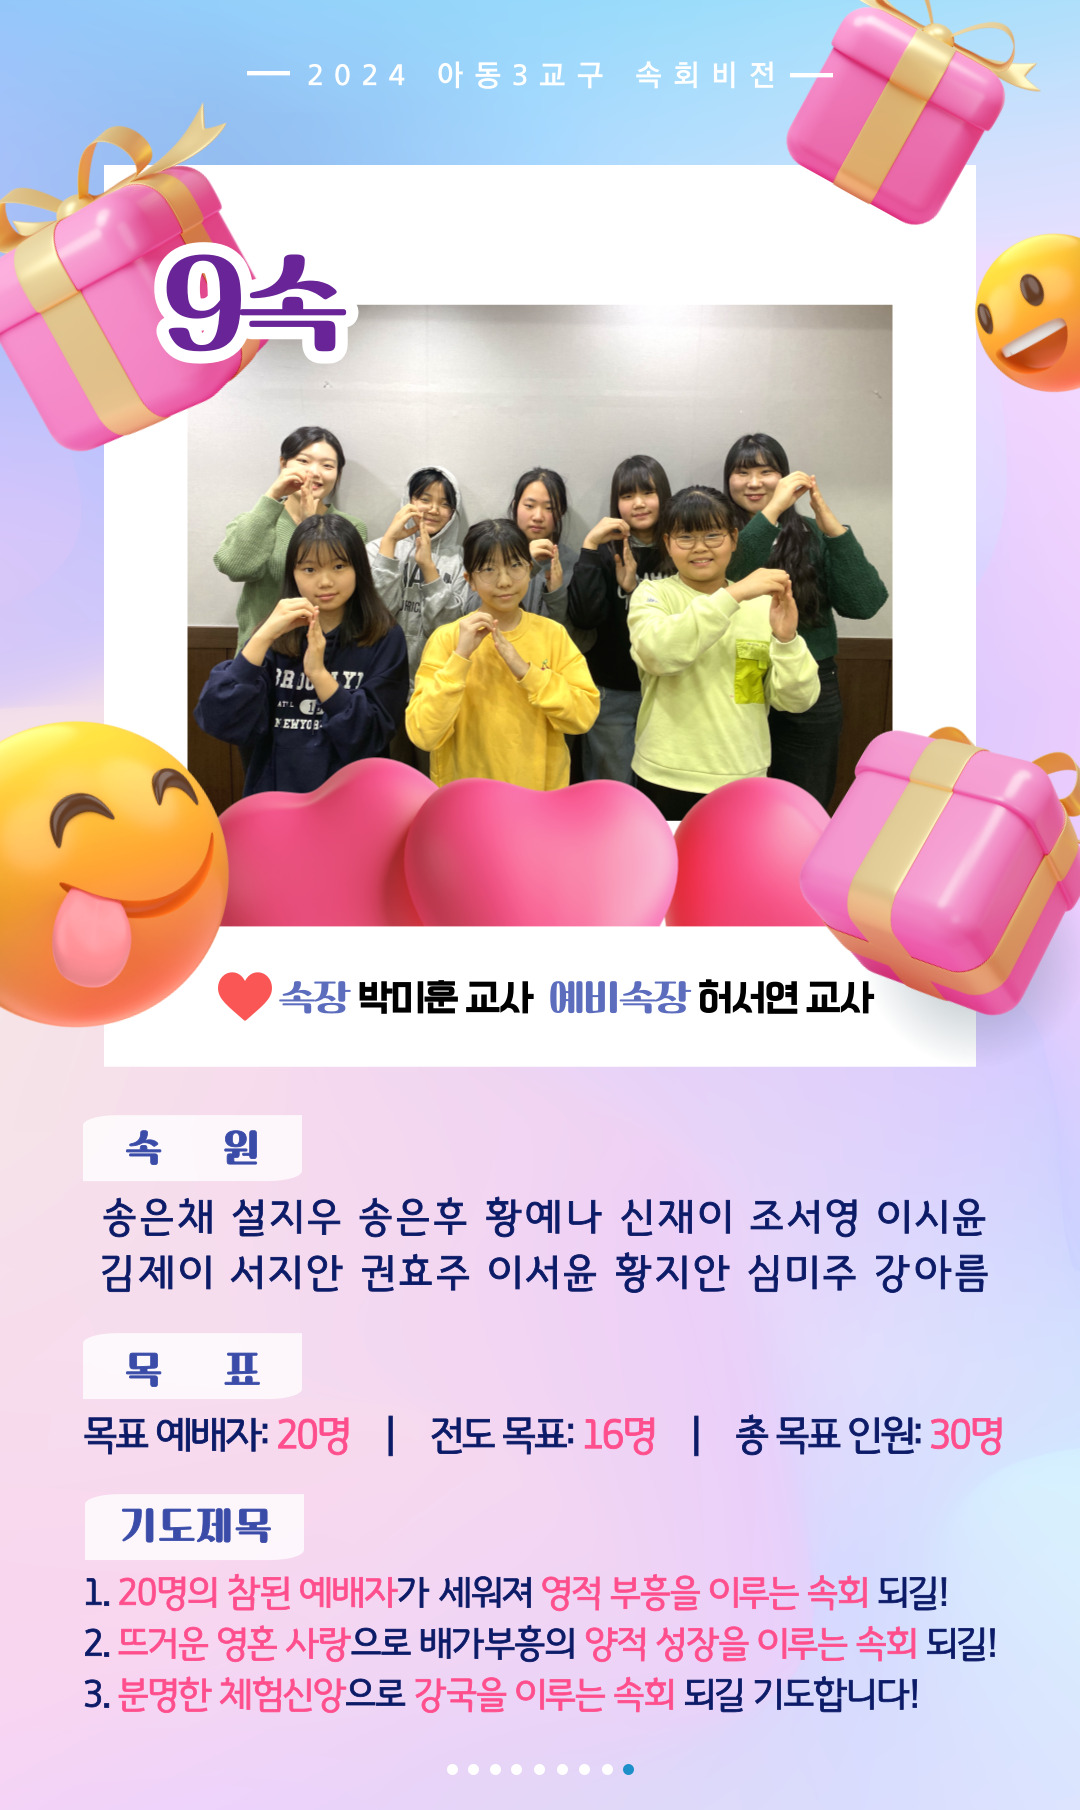 2024 아동3교구 속회비전
9속
BROOKLYN
NEWYO
속장 박미훈 교사 예비속장 허서연 교사
속 원
송은채 설지우 송은후 황예나 신재이 조서영 이시윤
김제이 서지안 권효주 이서윤 황지안 심미주 강아름
목 표
목표 예배자: 20명 | 전도 목표: 16명 | 총 목표 인원: 30명
기도제목
1. 20명의 참된 예배자가 세워져 영적 부흥을 이루는 속회 되길!
2. 뜨거운 영혼 사랑으로 배가부흥의 양적 성장을 이루는 속회 되길!
3. 분명한 체험신앙으로 강국을 이루는 속회 되길 기도합니다!